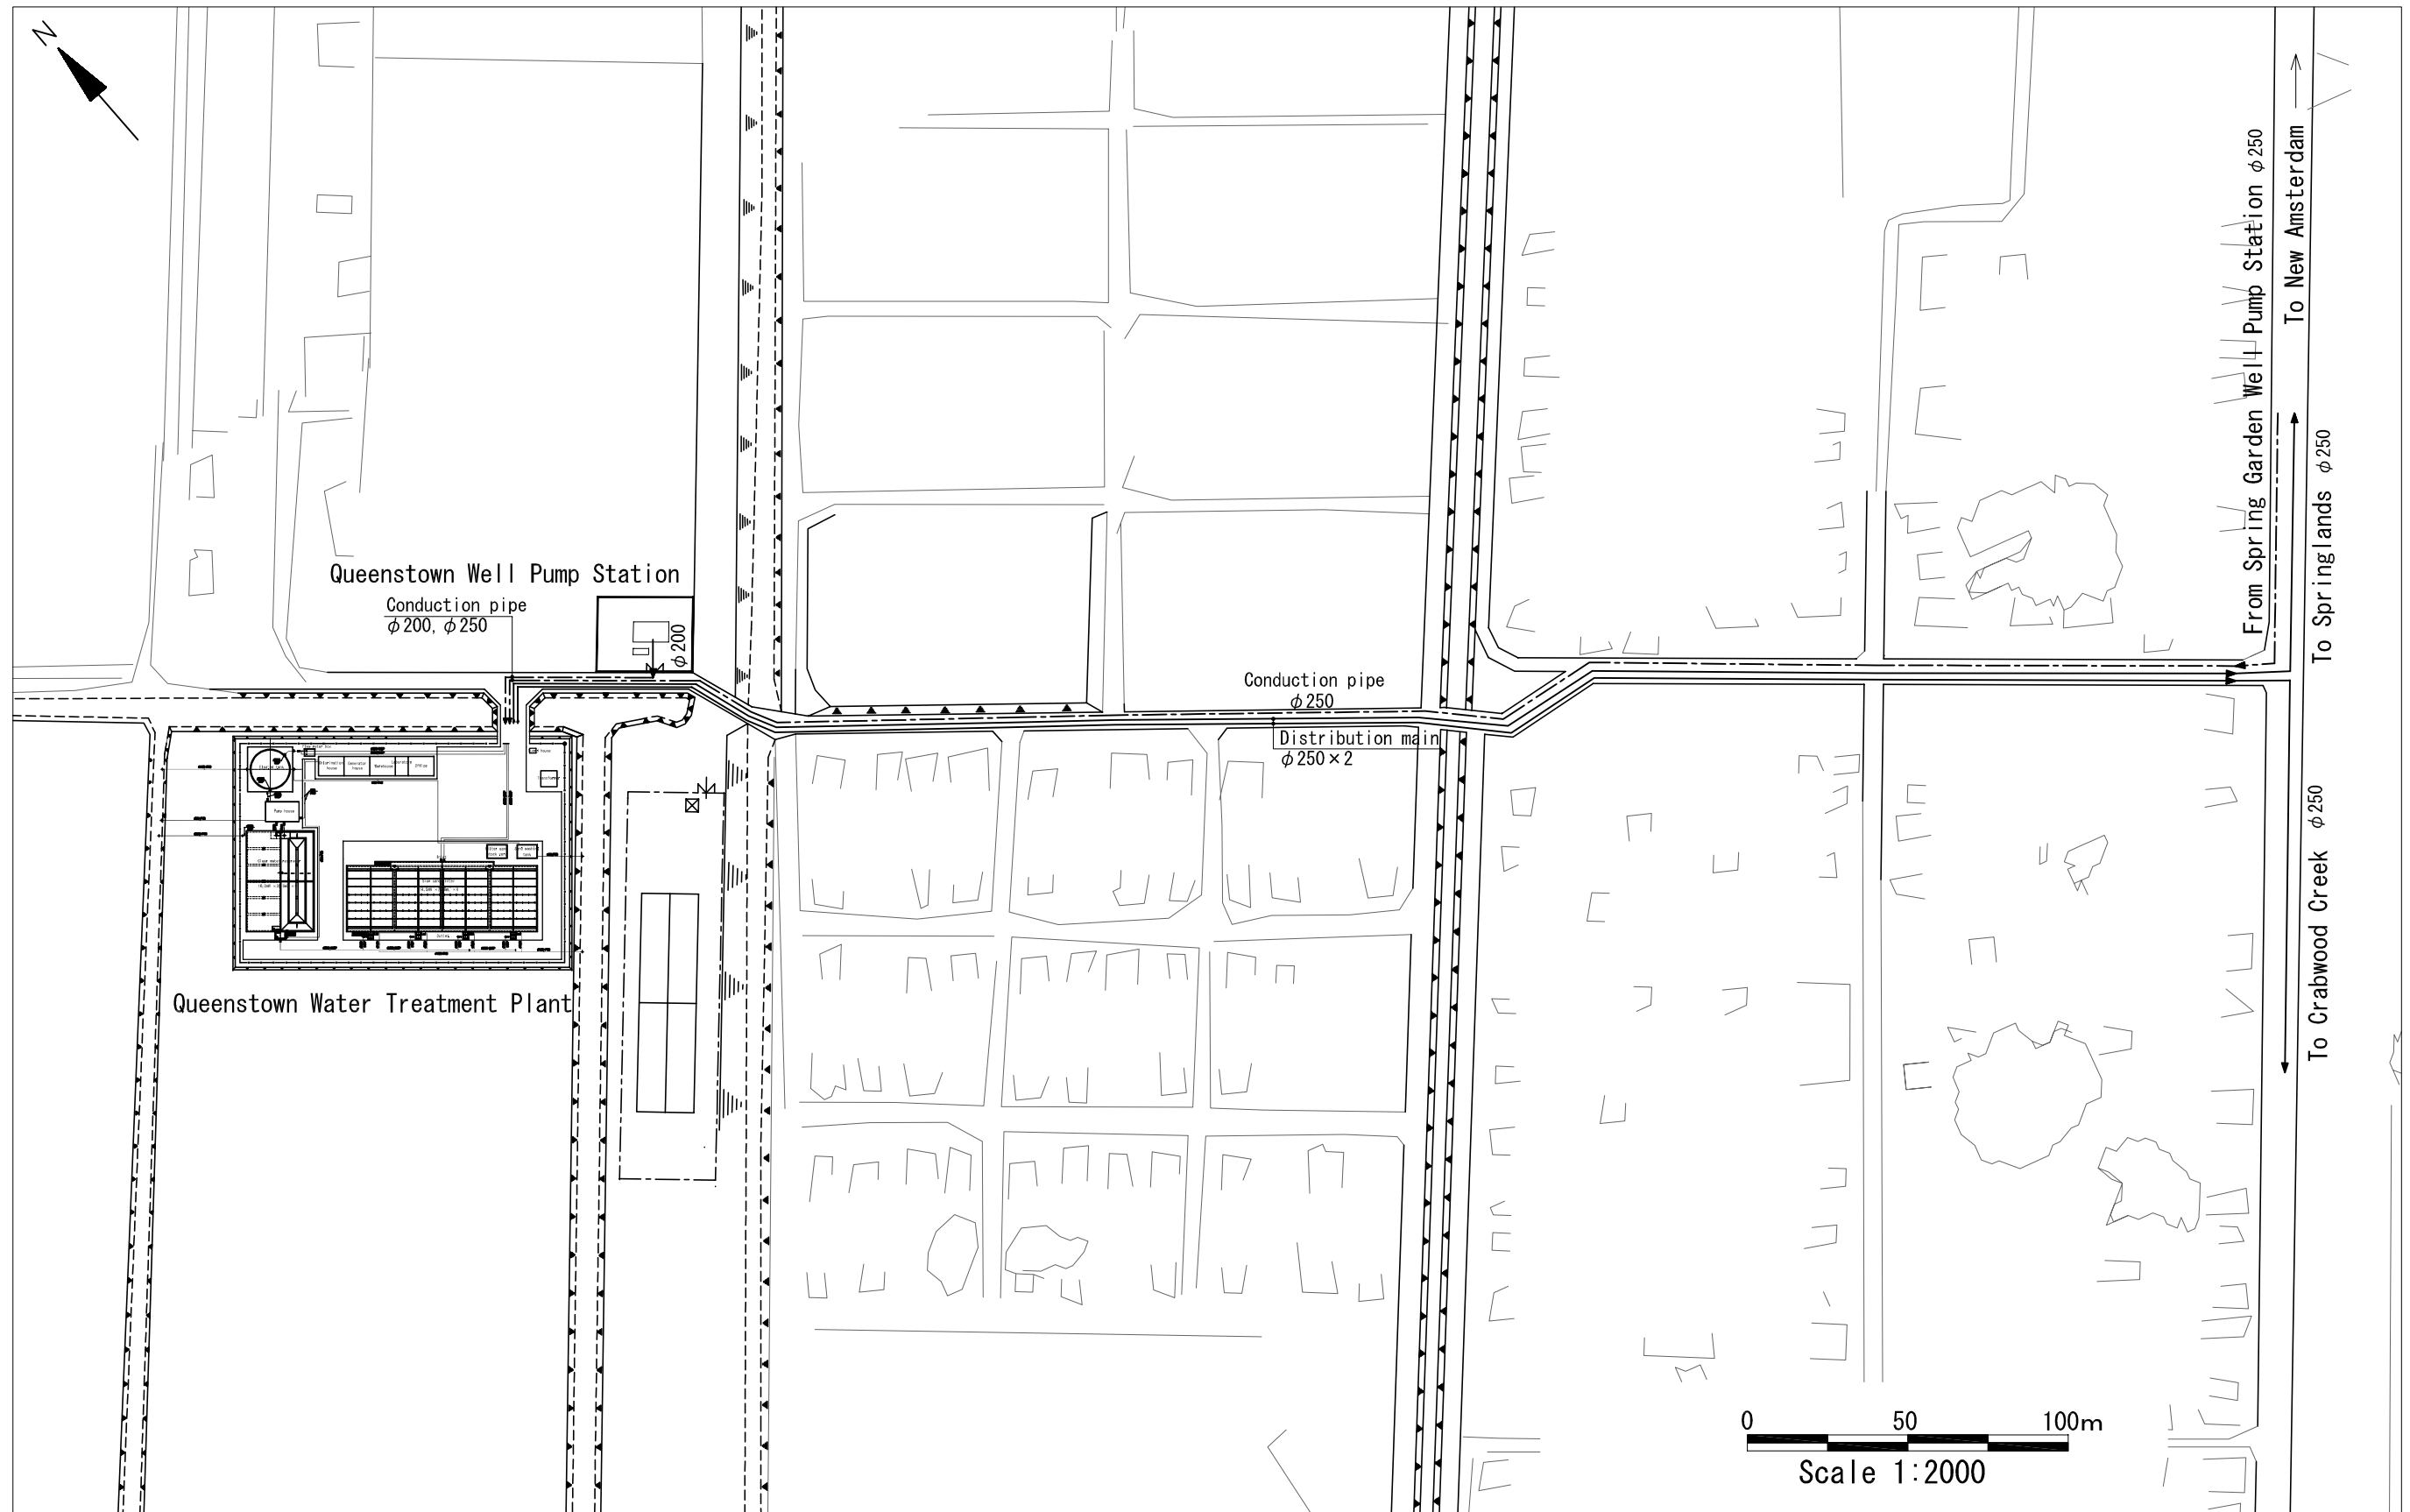 N
From Spring Garden Well Pump Station φ250
To New Amsterdam
To Springlands φ250
Queenstown Well Pump Station
Conduction pipe
φ200, φ250
φ200
Conduction pipe
φ250
Distribution main
φ250×2
To Crabwood Creek φ250
Pump house
Queenstown Water Treatment Plant
0 50 100m
Scale 1:2000